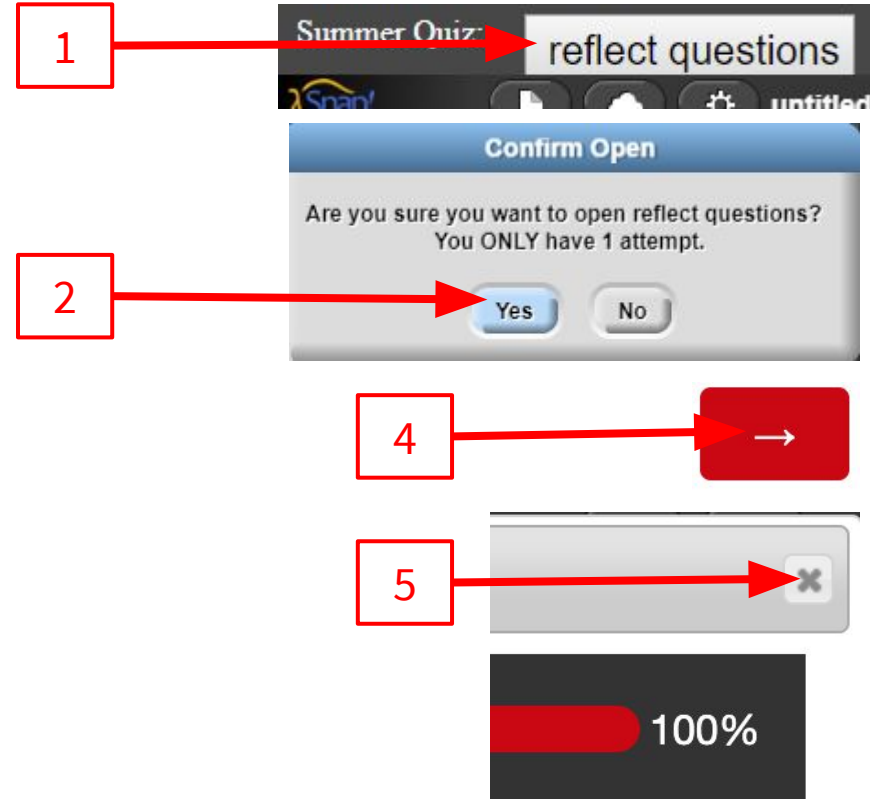 1
Summer Quiz:
reflect questions
λSnap!
untitled
Confirm Open
Are you sure you want to open reflect questions?
You ONLY have 1 attempt.
2
Yes
No
4
→
5
100%